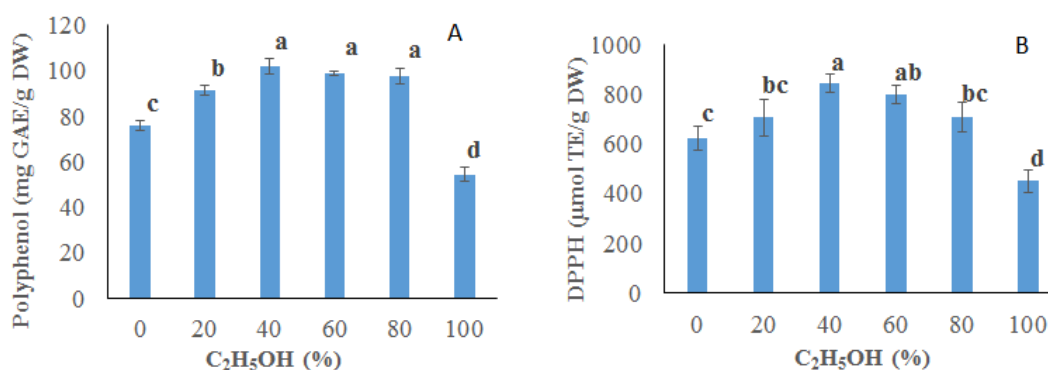 A
Polyphenol (mg GAE/g DW)
120
100
80
60
40
20
0
c
b
a
a
a
d
0 20 40 60 80 100
C₂H₅OH (%)
B
DPPH (µmol TE/g DW)
1000
800
600
400
200
0
c
bc
a
ab
bc
d
0 20 40 60 80 100
C₂H₅OH (%)